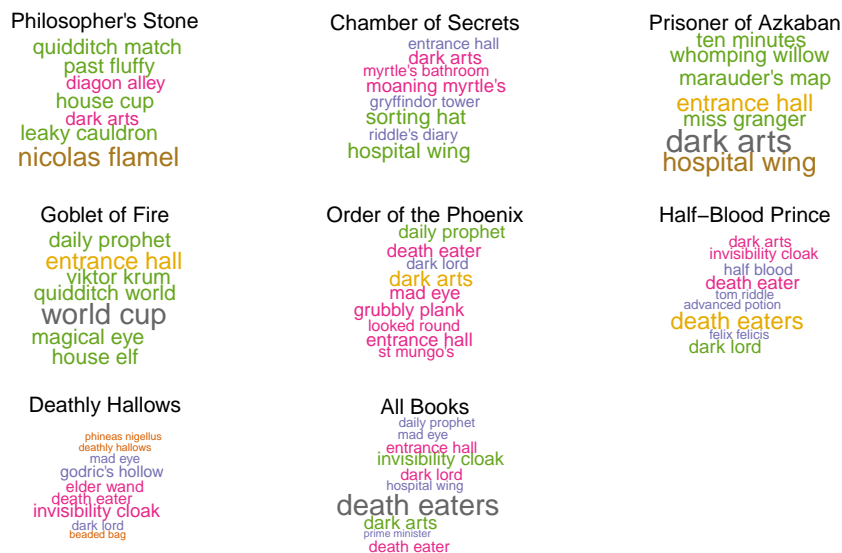 Philosopher's Stone
quidditch match
past fluffy
diagon alley
house cup
dark arts
leaky cauldron
nicolas flamel
Chamber of Secrets
entrance hall
dark arts
myrtle's bathroom
moaning myrtle's
gryffindor tower
sorting hat
riddle's diary
hospital wing
Prisoner of Azkaban
ten minutes
whomping willow
marauder's map
entrance hall
miss granger
dark arts
hospital wing
Goblet of Fire
daily prophet
entrance hall
viktor krum
quidditch world
world cup
magical eye
house elf
Order of the Phoenix
daily prophet
death eater
dark lord
dark arts
mad eye
grubbly plank
looked round
entrance hall
st mungo's
Half−Blood Prince
dark arts
invisibility cloak
half blood
death eater
tom riddle
advanced potion
death eaters
felix felicis
dark lord
Deathly Hallows
phineas nigellus
deathly hallows
mad eye
godric's hollow
elder wand
death eater
invisibility cloak
dark lord
beaded bag
All Books
daily prophet
mad eye
entrance hall
invisibility cloak
dark lord
hospital wing
death eaters
dark arts
prime minister
death eater